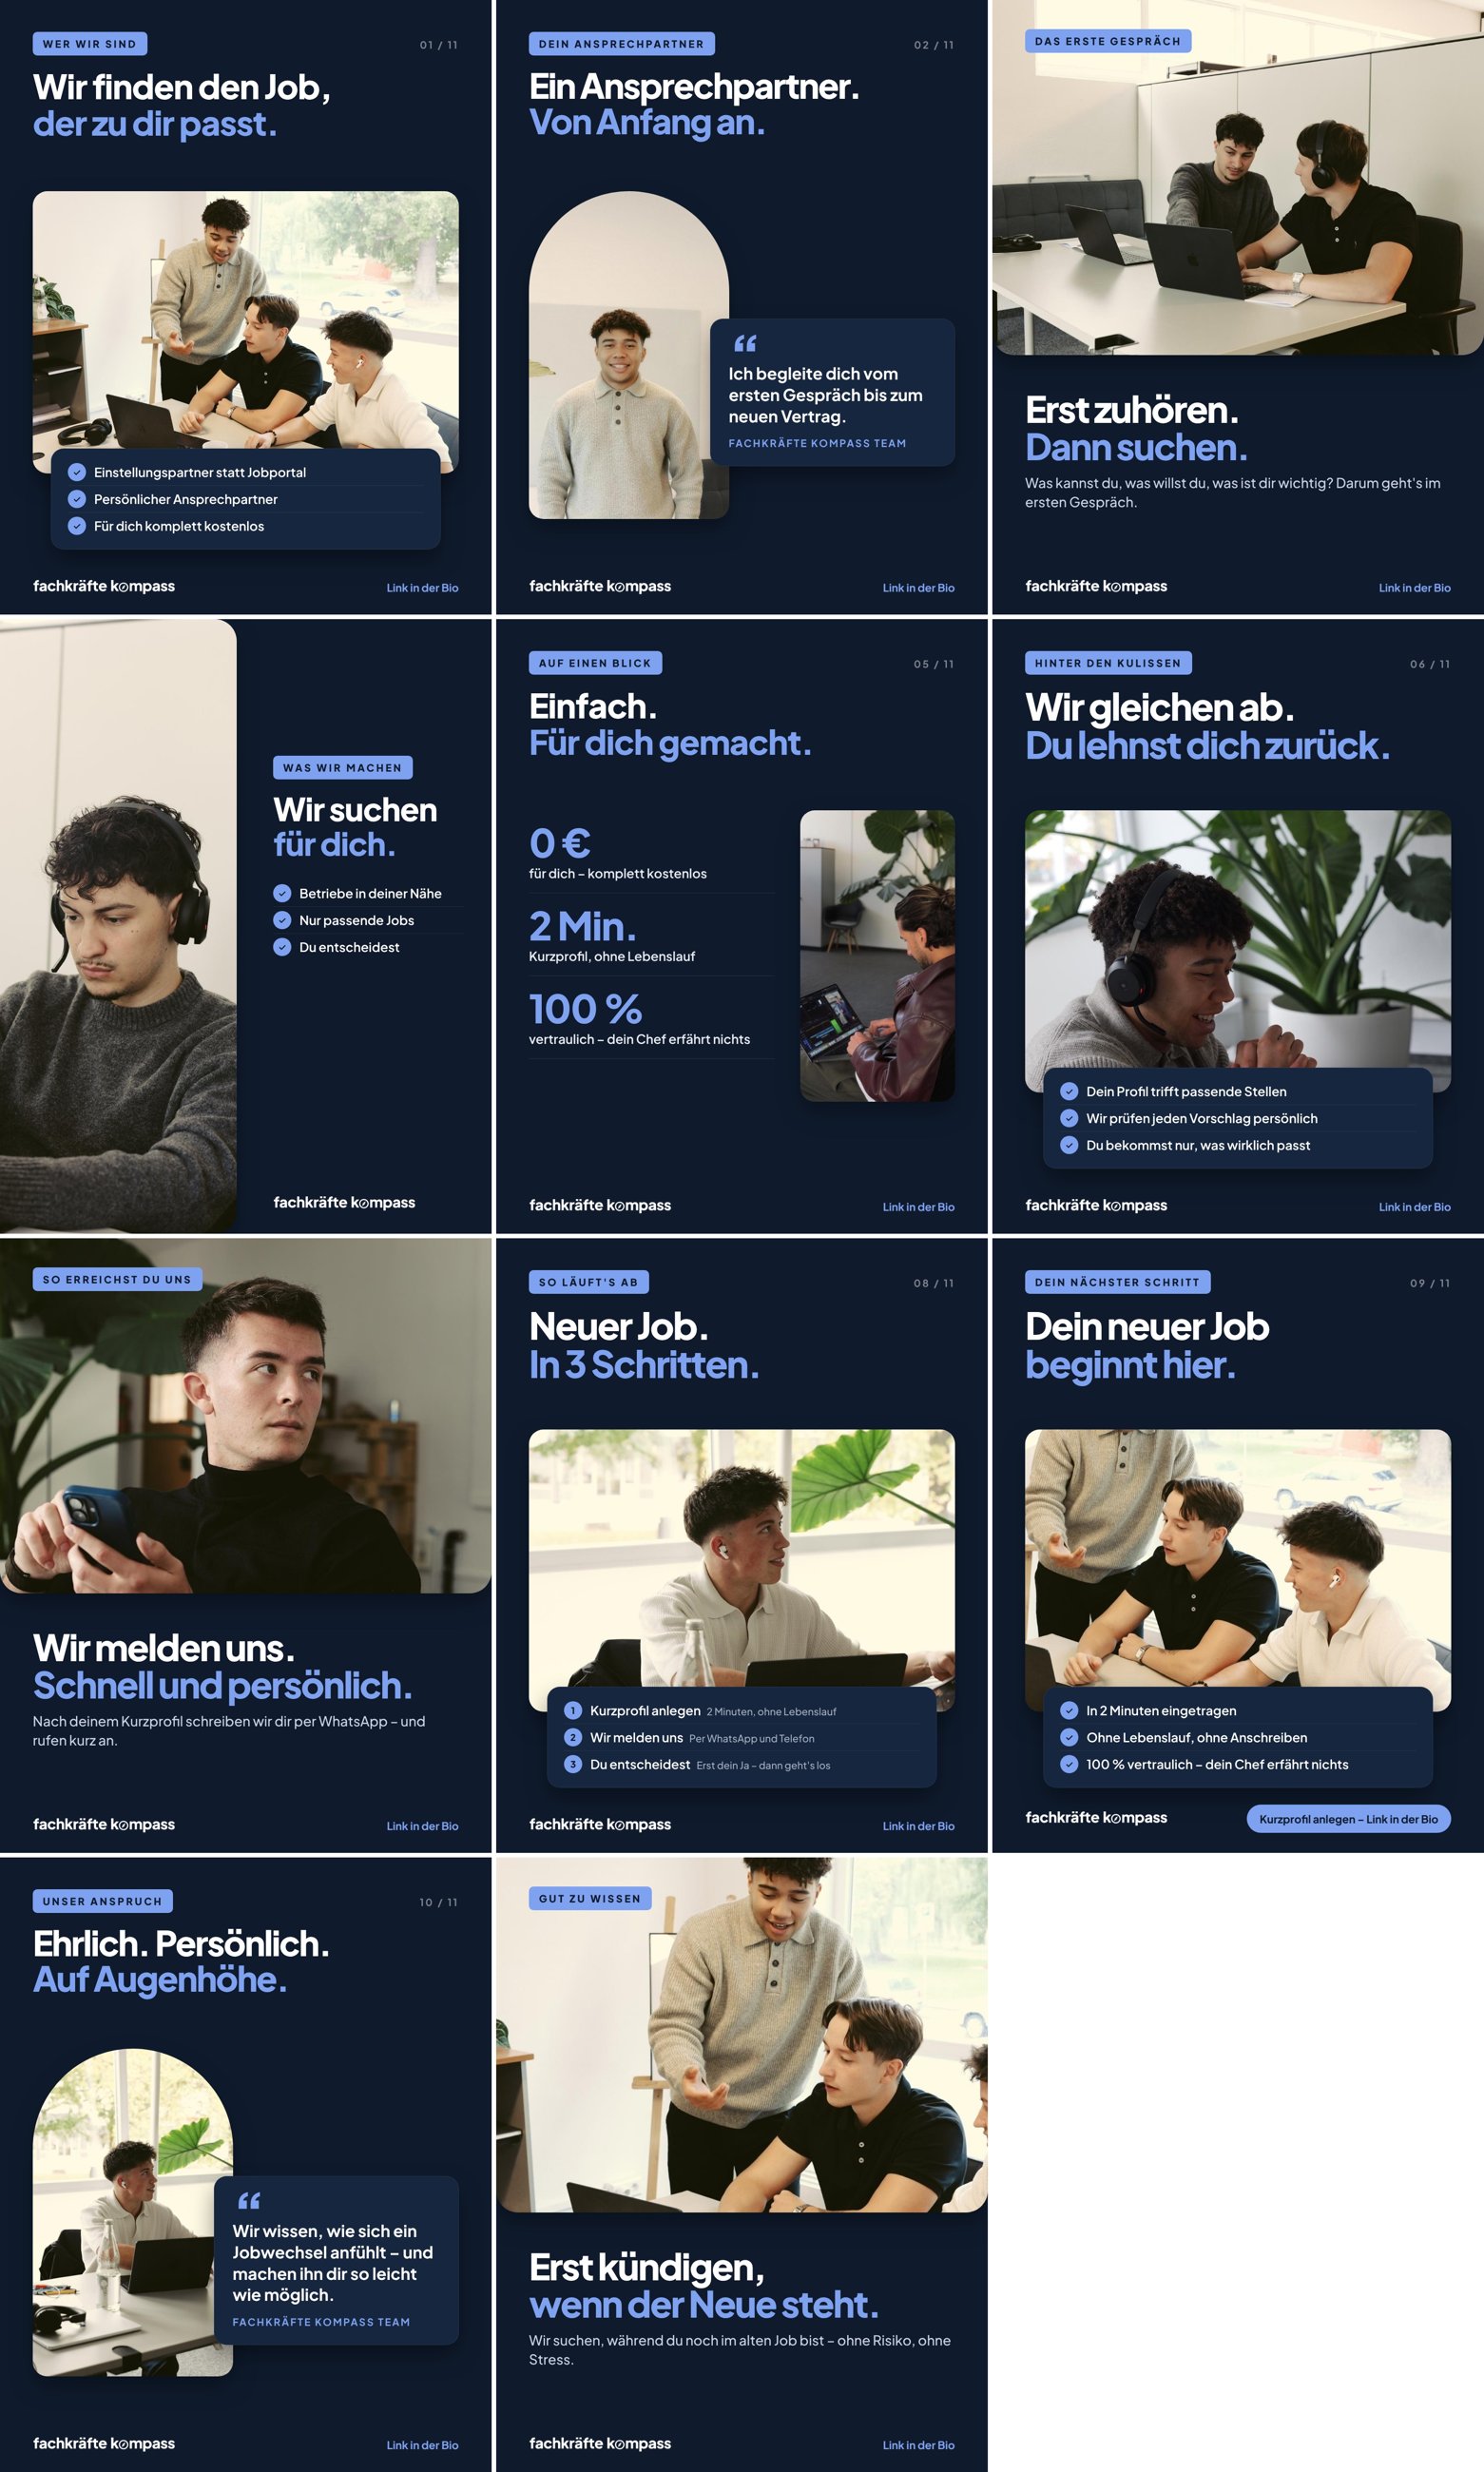 WER WIR SIND
01 / 11
Wir finden den Job,
der zu dir passt.
Einstellungspartner statt Jobportal
Persönlicher Ansprechpartner
Für dich komplett kostenlos
fachkräfte kompass
Link in der Bio
DEIN ANSPRECHPARTNER
02 / 11
Ein Ansprechpartner.
Von Anfang an.
“
Ich begleite dich vom
ersten Gespräch bis zum
neuen Vertrag.
FACHKRÄFTE KOMPASS TEAM
fachkräfte kompass
Link in der Bio
DAS ERSTE GESPRÄCH
Erst zuhören.
Dann suchen.
Was kannst du, was willst du, was ist dir wichtig? Darum geht's im
ersten Gespräch.
fachkräfte kompass
Link in der Bio
WAS WIR MACHEN
Wir suchen
für dich.
Betriebe in deiner Nähe
Nur passende Jobs
Du entscheidest
fachkräfte kompass
AUF EINEN BLICK
05 / 11
Einfach.
Für dich gemacht.
0 €
für dich – komplett kostenlos
2 Min.
Kurzprofil, ohne Lebenslauf
100 %
vertraulich – dein Chef erfährt nichts
fachkräfte kompass
Link in der Bio
HINTER DEN KULISSEN
06 / 11
Wir gleichen ab.
Du lehnst dich zurück.
Dein Profil trifft passende Stellen
Wir prüfen jeden Vorschlag persönlich
Du bekommst nur, was wirklich passt
fachkräfte kompass
Link in der Bio
SO ERREICHST DU UNS
Wir melden uns.
Schnell und persönlich.
Nach deinem Kurzprofil schreiben wir dir per WhatsApp – und
rufen kurz an.
fachkräfte kompass
Link in der Bio
SO LÄUFT'S AB
08 / 11
Neuer Job.
In 3 Schritten.
1 Kurzprofil anlegen 2 Minuten, ohne Lebenslauf
2 Wir melden uns Per WhatsApp und Telefon
3 Du entscheidest Erst dein Ja – dann geht's los
fachkräfte kompass
Link in der Bio
DEIN NÄCHSTER SCHRITT
09 / 11
Dein neuer Job
beginnt hier.
In 2 Minuten eingetragen
Ohne Lebenslauf, ohne Anschreiben
100 % vertraulich – dein Chef erfährt nichts
fachkräfte kompass
Kurzprofil anlegen – Link in der Bio
UNSER ANSPRUCH
10 / 11
Ehrlich. Persönlich.
Auf Augenhöhe.
“
Wir wissen, wie sich ein
Jobwechsel anfühlt – und
machen ihn dir so leicht
wie möglich.
FACHKRÄFTE KOMPASS TEAM
fachkräfte kompass
Link in der Bio
GUT ZU WISSEN
Erst kündigen,
wenn der Neue steht.
Wir suchen, während du noch im alten Job bist – ohne Risiko, ohne
Stress.
fachkräfte kompass
Link in der Bio